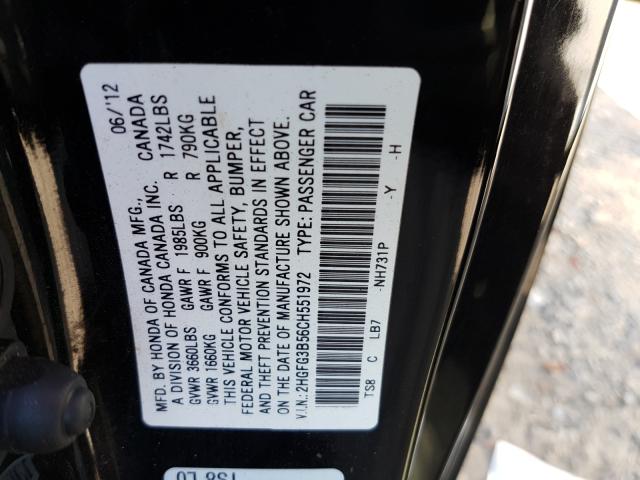 MFD. BY HONDA OF CANADA MFG., 06/'12
A DIVISION OF HONDA CANADA INC. CANADA
GVWR 3660LBS GAWR F 1985LBS R 1742LBS
GVWR 1660KG GAWR F 900KG R 790KG
THIS VEHICLE CONFORMS TO ALL APPLICABLE
FEDERAL MOTOR VEHICLE SAFETY, BUMPER,
AND THEFT PREVENTION STANDARDS IN EFFECT
ON THE DATE OF MANUFACTURE SHOWN ABOVE.
V.I.N.: 2HGFG3B56CH551972 TYPE: PASSENGER CAR
TS8 LB7 -NH731P -Y
C -H